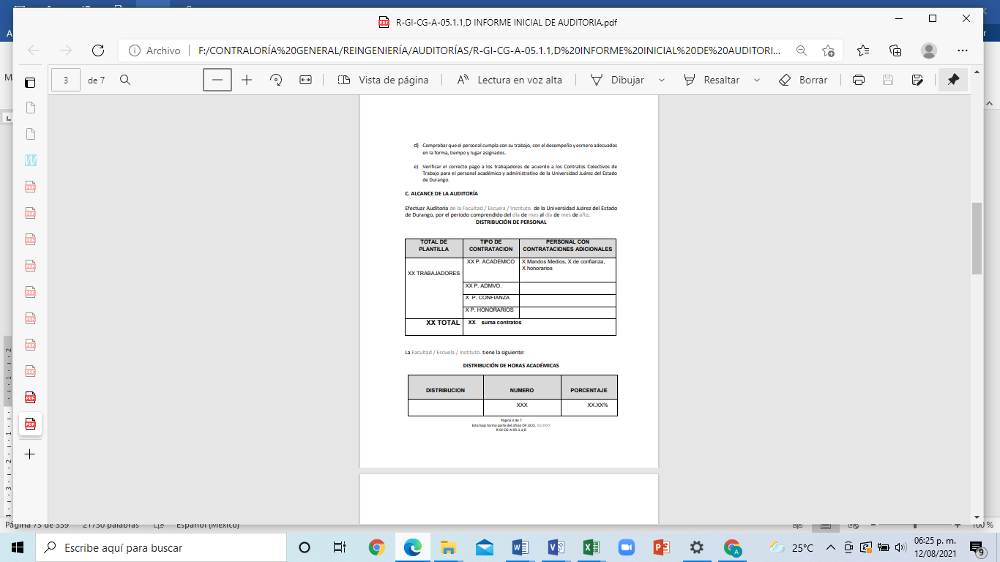 R-GI-CG-A-05.1.1,D INFORME INICIAL DE AUDITORIA.pdf
Archivo
F:/CONTRALORÍA%20GENERAL/REINGENIERÍA/AUDITORÍAS/R-GI-CG-A-05.1.1,D%20INFORME%20INICIAL%20DE%20AUDITORI...
3 de 7
Vista de página
Lectura en voz alta
Dibujar
Resaltar
Borrar
d) Comprobar que el personal cumpla con su trabajo, con el desempeño y esmero adecuados
en la forma, tiempo y lugar asignados.
e) Verificar el correcto pago a los trabajadores de acuerdo a los Contratos Colectivos de
Trabajo para el personal académico y administrativo de la Universidad Juárez del Estado
de Durango.
C. ALCANCE DE LA AUDITORÍA
Efectuar Auditoría de la Facultad / Escuela / Instituto. de la Universidad Juárez del Estado
de Durango, por el periodo comprendido del día de mes al día de mes de año.
DISTRIBUCIÓN DE PERSONAL
TOTAL DE
PLANTILLA
TIPO DE
CONTRATACION
PERSONAL CON
CONTRATACIONES ADICIONALES
XX TRABAJADORES
XX P. ACADEMICO
X Mandos Medios, X de confianza,
X honorarios
XX P. ADMVO.
X P. CONFIANZA
X P. HONORARIOS
XX TOTAL
XX suma contratos
La Facultad / Escuela / Instituto. tiene la siguiente:
DISTRIBUCIÓN DE HORAS ACADÉMICAS
DISTRIBUCION
NUMERO
PORCENTAJE
XXX
XX.XX%
Página 3 de 7
Esta hoja forma parte del oficio OF.UCO. XX/20XX
R-GI-CG-A-05.1.1,D
Página 73 de 339
21730 palabras
Español (México)
100 %
Escribe aquí para buscar
25°C
06:25 p. m.
12/08/2021
9